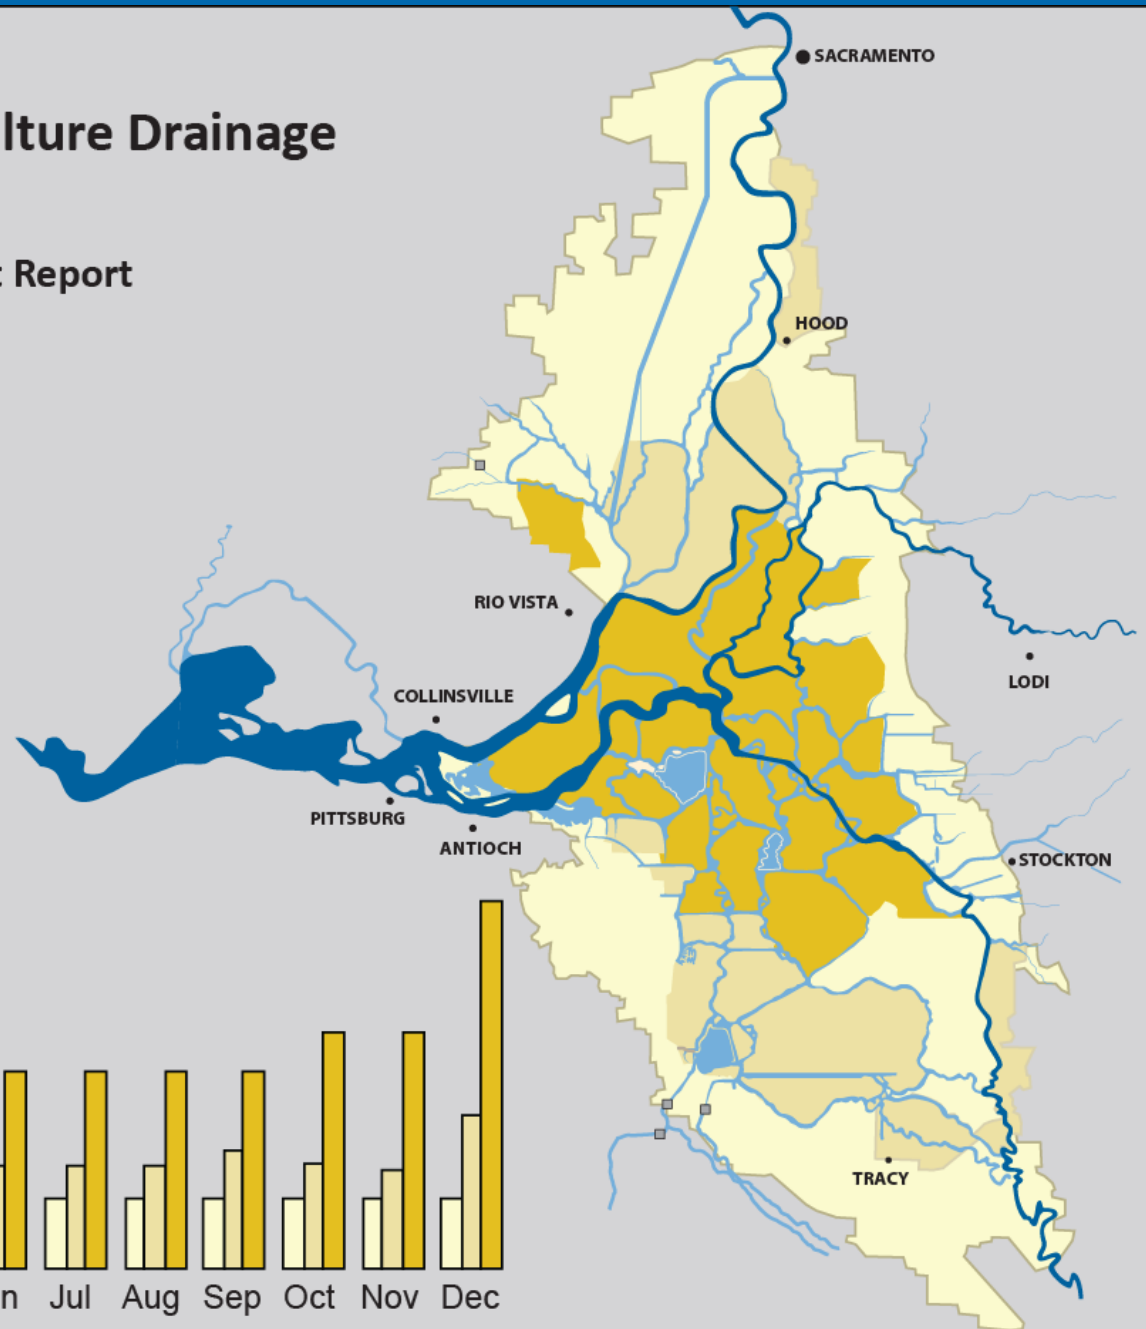 lture Drainage
t Report
SACRAMENTO
HOOD
RIO VISTA
LODI
COLLINSVILLE
PITTSBURG
ANTIOCH
STOCKTON
TRACY
n Jul Aug Sep Oct Nov Dec